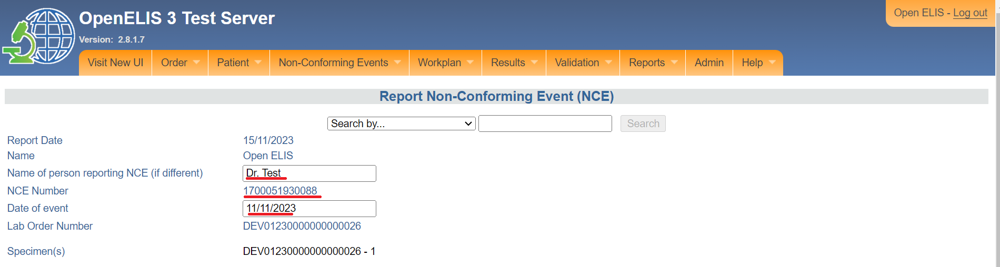 OpenELIS 3 Test Server
Open ELIS - Log out
Version: 2.8.1.7
Visit New UI Order Patient Non-Conforming Events Workplan Results Validation Reports Admin Help
Report Non-Conforming Event (NCE)
Search by... Search
Report Date 15/11/2023
Name Open ELIS
Name of person reporting NCE (if different) Dr. Test
NCE Number 1700051930088
Date of event 11/11/2023
Lab Order Number DEV01230000000000026
Specimen(s) DEV01230000000000026 - 1